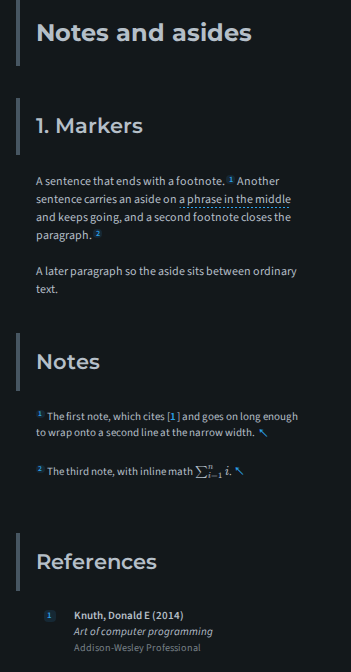 Notes and asides
1. Markers
A sentence that ends with a footnote. 1 Another
sentence carries an aside on a phrase in the middle
and keeps going, and a second footnote closes the
paragraph. 2
A later paragraph so the aside sits between ordinary
text.
Notes
1 The first note, which cites [1] and goes on long enough
to wrap onto a second line at the narrow width.
2 The third note, with inline math ∑ⁿᵢ₋₁ i.
References
1 Knuth, Donald E (2014)
Art of computer programming
Addison-Wesley Professional